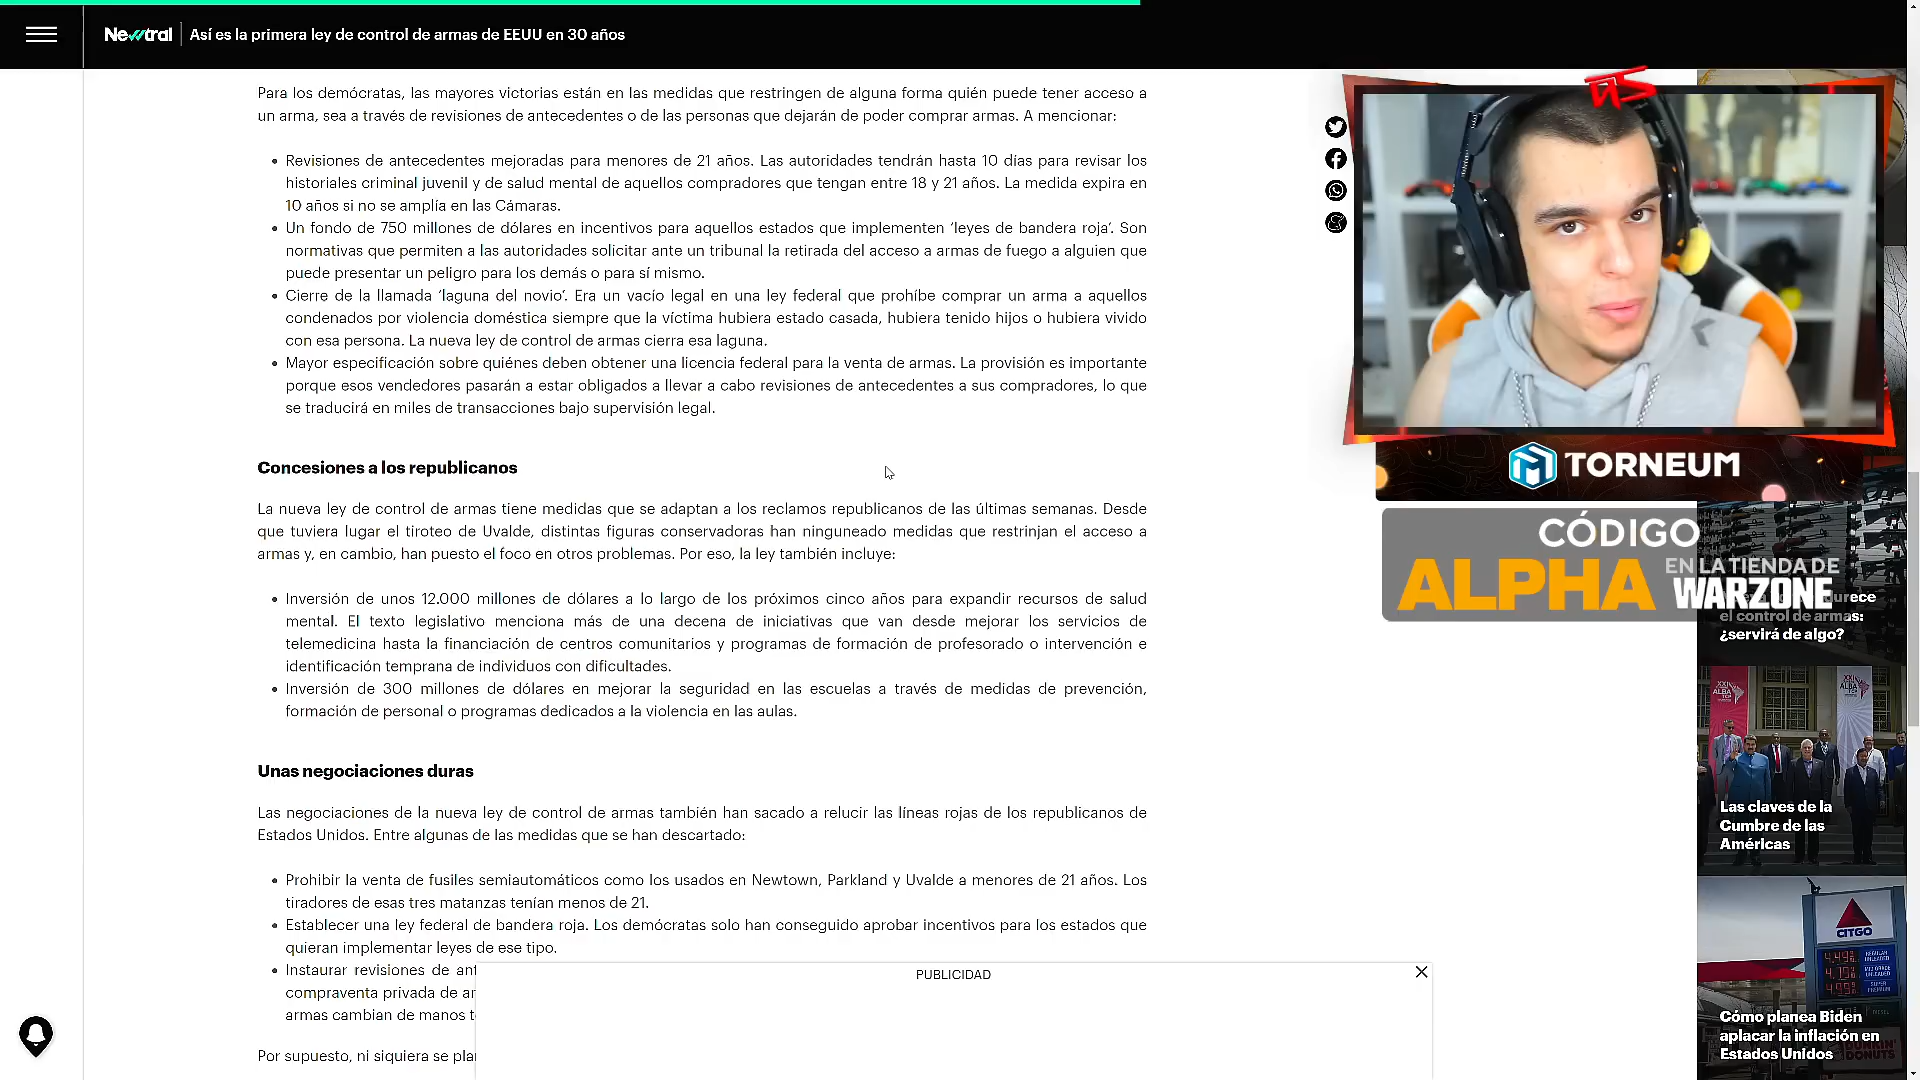 Newtral
Así es la primera ley de control de armas de EEUU en 30 años
Para los demócratas, las mayores victorias están en las medidas que restringen de alguna forma quién puede tener acceso a
un arma, sea a través de revisiones de antecedentes o de las personas que dejarán de poder comprar armas. A mencionar:
Revisiones de antecedentes mejoradas para menores de 21 años. Las autoridades tendrán hasta 10 días para revisar los
historiales criminal juvenil y de salud mental de aquellos compradores que tengan entre 18 y 21 años. La medida expira en
10 años si no se amplía en las Cámaras.
Un fondo de 750 millones de dólares en incentivos para aquellos estados que implementen ‘leyes de bandera roja’. Son
normativas que permiten a las autoridades solicitar ante un tribunal la retirada del acceso a armas de fuego a alguien que
puede presentar un peligro para los demás o para sí mismo.
Cierre de la llamada ‘laguna del novio’. Era un vacío legal en una ley federal que prohíbe comprar un arma a aquellos
condenados por violencia doméstica siempre que la víctima hubiera estado casada, hubiera tenido hijos o hubiera vivido
con esa persona. La nueva ley de control de armas cierra esa laguna.
Mayor especificación sobre quiénes deben obtener una licencia federal para la venta de armas. La provisión es importante
porque esos vendedores pasarán a estar obligados a llevar a cabo revisiones de antecedentes a sus compradores, lo que
se traducirá en miles de transacciones bajo supervisión legal.
Concesiones a los republicanos
La nueva ley de control de armas tiene medidas que se adaptan a los reclamos republicanos de las últimas semanas. Desde
que tuviera lugar el tiroteo de Uvalde, distintas figuras conservadoras han ninguneado medidas que restrinjan el acceso a
armas y, en cambio, han puesto el foco en otros problemas. Por eso, la ley también incluye:
Inversión de unos 12.000 millones de dólares a lo largo de los próximos cinco años para expandir recursos de salud
mental. El texto legislativo menciona más de una decena de iniciativas que van desde mejorar los servicios de
telemedicina hasta la financiación de centros comunitarios y programas de formación de profesorado o intervención e
identificación temprana de individuos con dificultades.
Inversión de 300 millones de dólares en mejorar la seguridad en las escuelas a través de medidas de prevención,
formación de personal o programas dedicados a la violencia en las aulas.
Unas negociaciones duras
Las negociaciones de la nueva ley de control de armas también han sacado a relucir las líneas rojas de los republicanos de
Estados Unidos. Entre algunas de las medidas que se han descartado:
Prohibir la venta de fusiles semiautomáticos como los usados en Newtown, Parkland y Uvalde a menores de 21 años. Los
tiradores de esas tres matanzas tenían menos de 21.
Establecer una ley federal de bandera roja. Los demócratas solo han conseguido aprobar incentivos para los estados que
quieran implementar leyes de ese tipo.
Instaurar revisiones de ant
compraventa privada de ar
armas cambian de manos t
Por supuesto, ni siquiera se pla
PUBLICIDAD
TORNEUM
CÓDIGO
ALPHA
EN LA TIENDA DE
WARZONE
el control de armas:
¿servirá de algo?
XXI
ALBA
XXI
ALBA
Las claves de la
Cumbre de las
Américas
CITGO
Cómo planea Biden
aplacar la inflación en
Estados Unidos